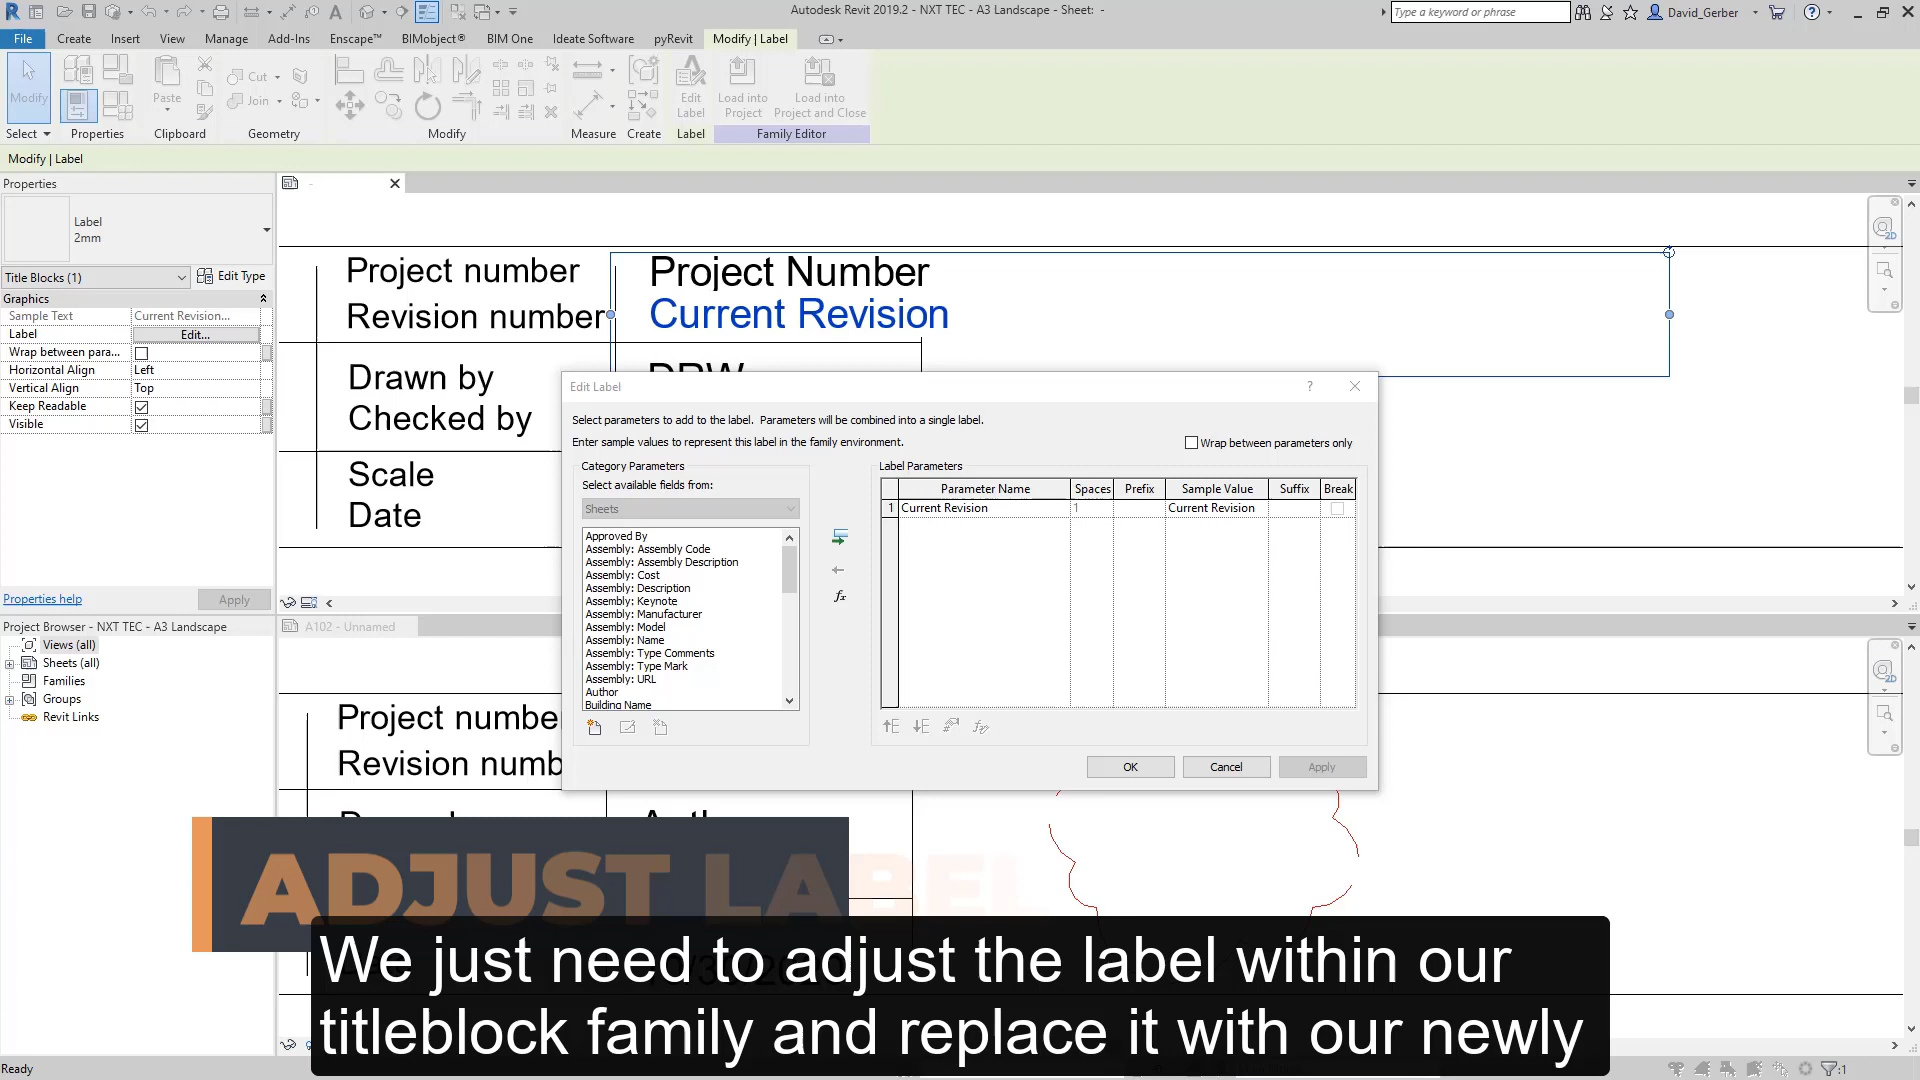 Autodesk Revit 2019.2 - NXT TEC - A3 Landscape - Sheet: -
Type a keyword or phrase
David_Gerber
File Create Insert View Manage Add-Ins Enscape™ BIMobject® BIM One Ideate Software pyRevit Modify | Label
Modify
Paste
Cut
Join
Edit Label
Load into Project
Load into Project and Close
Select Properties Clipboard Geometry Modify Measure Create Label Family Editor
Modify | Label
Properties
Label
2mm
Title Blocks (1)
Edit Type
Graphics
Sample Text Current Revision...
Label Edit...
Wrap between para...
Horizontal Align Left
Vertical Align Top
Keep Readable
Visible
Properties help
Apply
Project Browser - NXT TEC - A3 Landscape
Views (all)
Sheets (all)
Families
Groups
Revit Links
-
2D
Project number Project Number
Revision number Current Revision
Drawn by DRW
Checked by
Scale
Date
Edit Label
Select parameters to add to the label. Parameters will be combined into a single label.
Enter sample values to represent this label in the family environment.
Wrap between parameters only
Category Parameters
Select available fields from:
Sheets
Approved By
Assembly: Assembly Code
Assembly: Assembly Description
Assembly: Cost
Assembly: Description
Assembly: Keynote
Assembly: Manufacturer
Assembly: Model
Assembly: Name
Assembly: Type Comments
Assembly: Type Mark
Assembly: URL
Author
Building Name
fx
Label Parameters
Parameter Name Spaces Prefix Sample Value Suffix Break
1 Current Revision 1 Current Revision
OK Cancel Apply
A102 - Unnamed
2D
Project number
Revision numb
ADJUST LABEL
We just need to adjust the label within our
titleblock family and replace it with our newly
Ready
:1